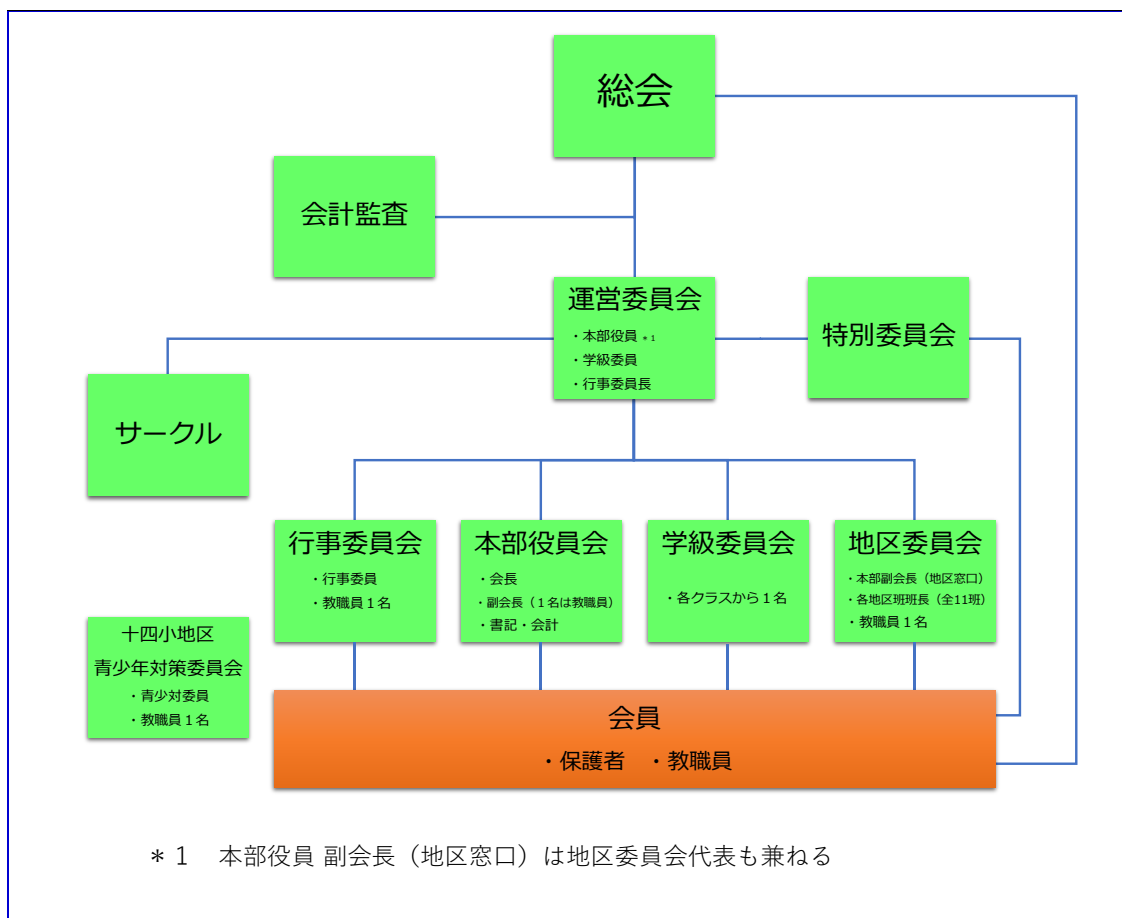 総会
会計監査
運営委員会
・本部役員 *1
・学級委員
・行事委員長
特別委員会
サークル
行事委員会
・行事委員
・教職員1名
本部役員会
・会長
・副会長（1名は教職員）
・書記・会計
学級委員会
・各クラスから1名
地区委員会
・本部副会長（地区窓口）
・各地区班班長（全11班）
・教職員1名
十四小地区
青少年対策委員会
・青少対委員
・教職員1名
会員
・保護者　・教職員
＊1　本部役員 副会長（地区窓口）は地区委員会代表も兼ねる